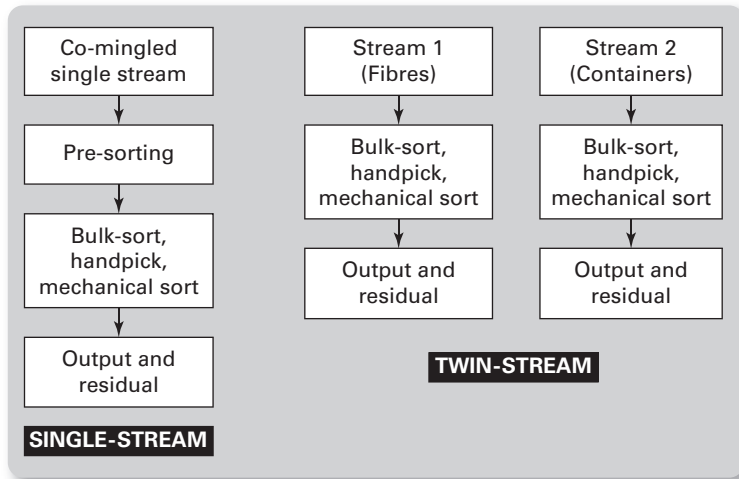 Co-mingled
single stream
Pre-sorting
Bulk-sort,
handpick,
mechanical sort
Output and
residual
SINGLE-STREAM
Stream 1
(Fibres)
Bulk-sort,
handpick,
mechanical sort
Output and
residual
Stream 2
(Containers)
Bulk-sort,
handpick,
mechanical sort
Output and
residual
TWIN-STREAM